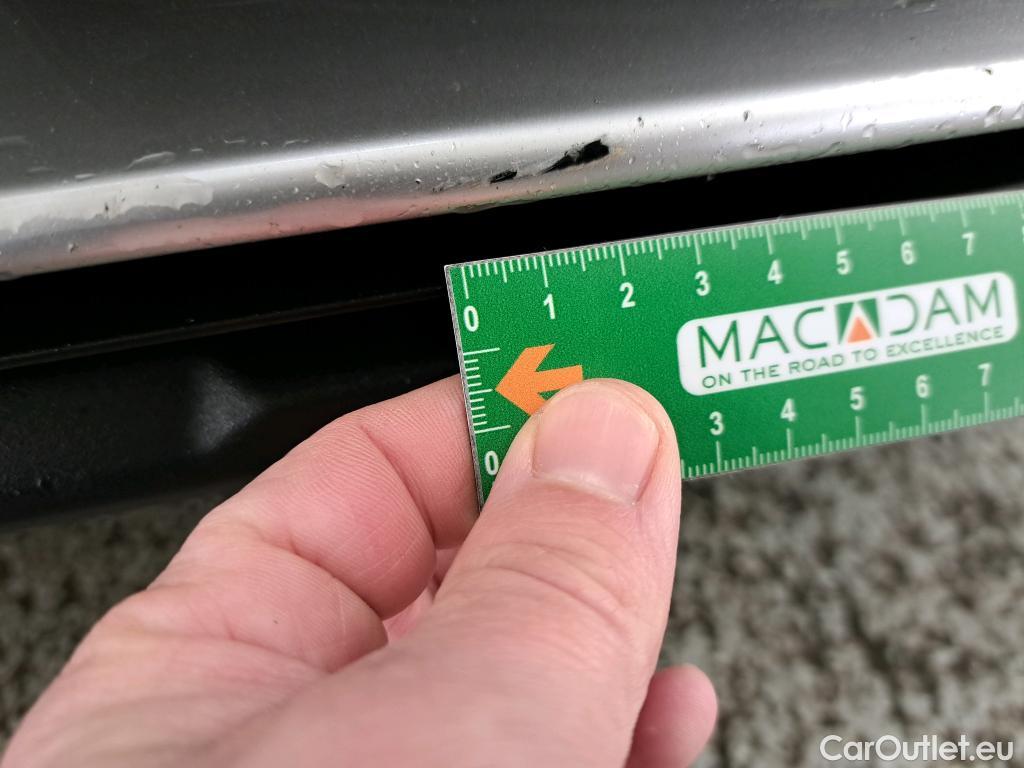 0 1 2 3 4 5 6 7
MACADAM
ON THE ROAD TO EXCELLENCE
0 3 4 5 6 7
CarOutlet.eu